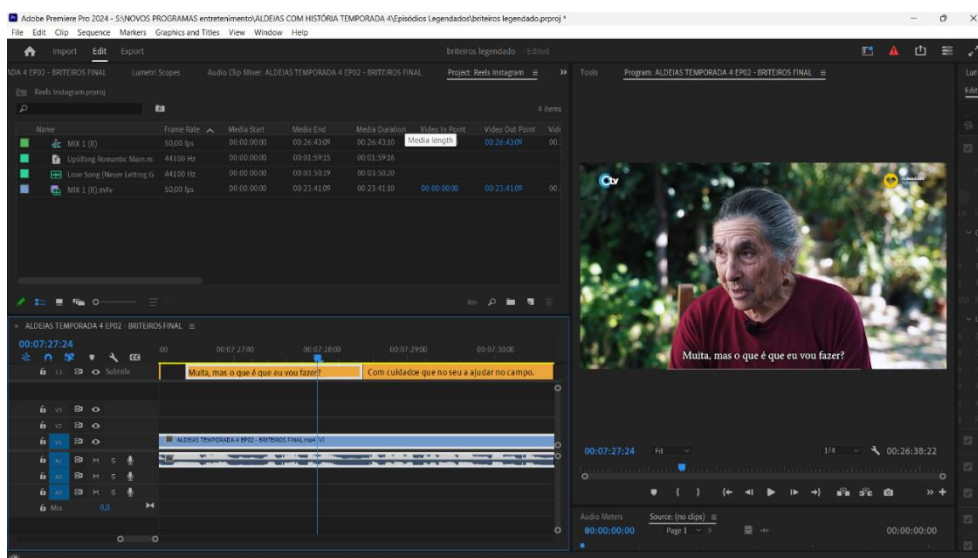 Adobe Premiere Pro 2024 - S:\NOVOS PROGRAMAS entretenimento\ALDEIAS COM HISTÓRIA TEMPORADA 4\Episódios Legendados\briteiros legendado.prproj *
File Edit Clip Sequence Markers Graphics and Titles View Window Help
Import Edit Export
briteiros legendado Edited
ADA 4 EP02 - BRITEIROS FINAL Lumetri Scopes Audio Clip Mixer: ALDEIAS TEMPORADA 4 EP02 - BRITEIROS FINAL Project: Reels Instagram
Tools Program: ALDEIAS TEMPORADA 4 EP02 - BRITEIROS FINAL
Reels Instagram.prproj
4 items
Name Frame Rate Media Start Media End Media Duration Video In Point Video Out Point
Media length
MIX 1 (8) 50,00 fps 00:00:00:00 00:26:43:09 00:26:43:10 00:26:43:09
Uplifting Romantic Main.m 44100 Hz 00:00:00:00 00:01:59:15 00:01:59:16
Love Song (Never Letting G 44100 Hz 00:00:00:00 00:03:50:19 00:03:50:20
MIX 1 (8).m4v 50,00 fps 00:00:00:00 00:23:41:09 00:23:41:10 00:00:00:00 00:23:41:09
Ctv
Muita, mas o que é que eu vou fazer?
ALDEIAS TEMPORADA 4 EP02 - BRITEIROS FINAL
00:07:27:24
:00 00:07:27:00 00:07:28:00 00:07:29:00 00:07:30:00
C1 Subtitle
Muita, mas o que é que eu vou fazer?
Com cuidadoe que no seu a ajudar no campo.
V3
V2
V1 ALDEIAS TEMPORADA 4 EP02 - BRITEIROS FINAL.mp4 [V]
A1 M S
A2 M S
A3 M S
Mix 0,0
00:07:27:24 Fit 1/4 00:26:38:22
Audio Meters Source: (no clips)
00:00:00:00 Page 1 00:00:00:00